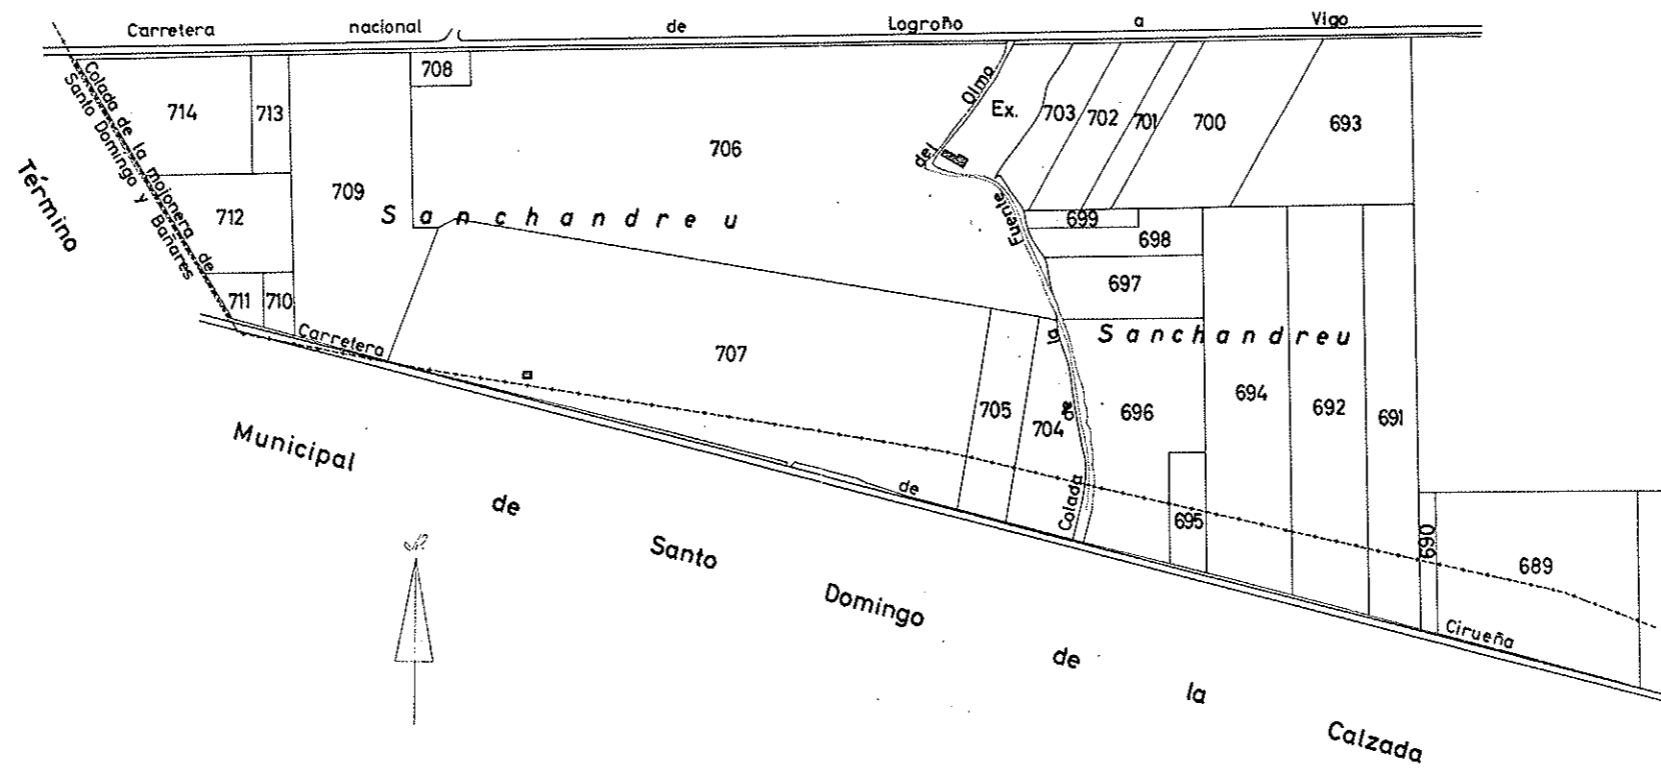 Carretera nacional de Logroño a Vigo
Colada de la mojonera de
Santo Domingo y Bañares
Término
714
713
708
709
706
Olmo
del
Ex.
703
702
701
700
693
712
Sanchandreu
Fuente
699
698
697
711
710
Carretera
707
la
Sanchandreu
705
704
de
696
694
692
691
Colada
695
de
690
689
Cirueña
Municipal de Santo Domingo de la Calzada
N